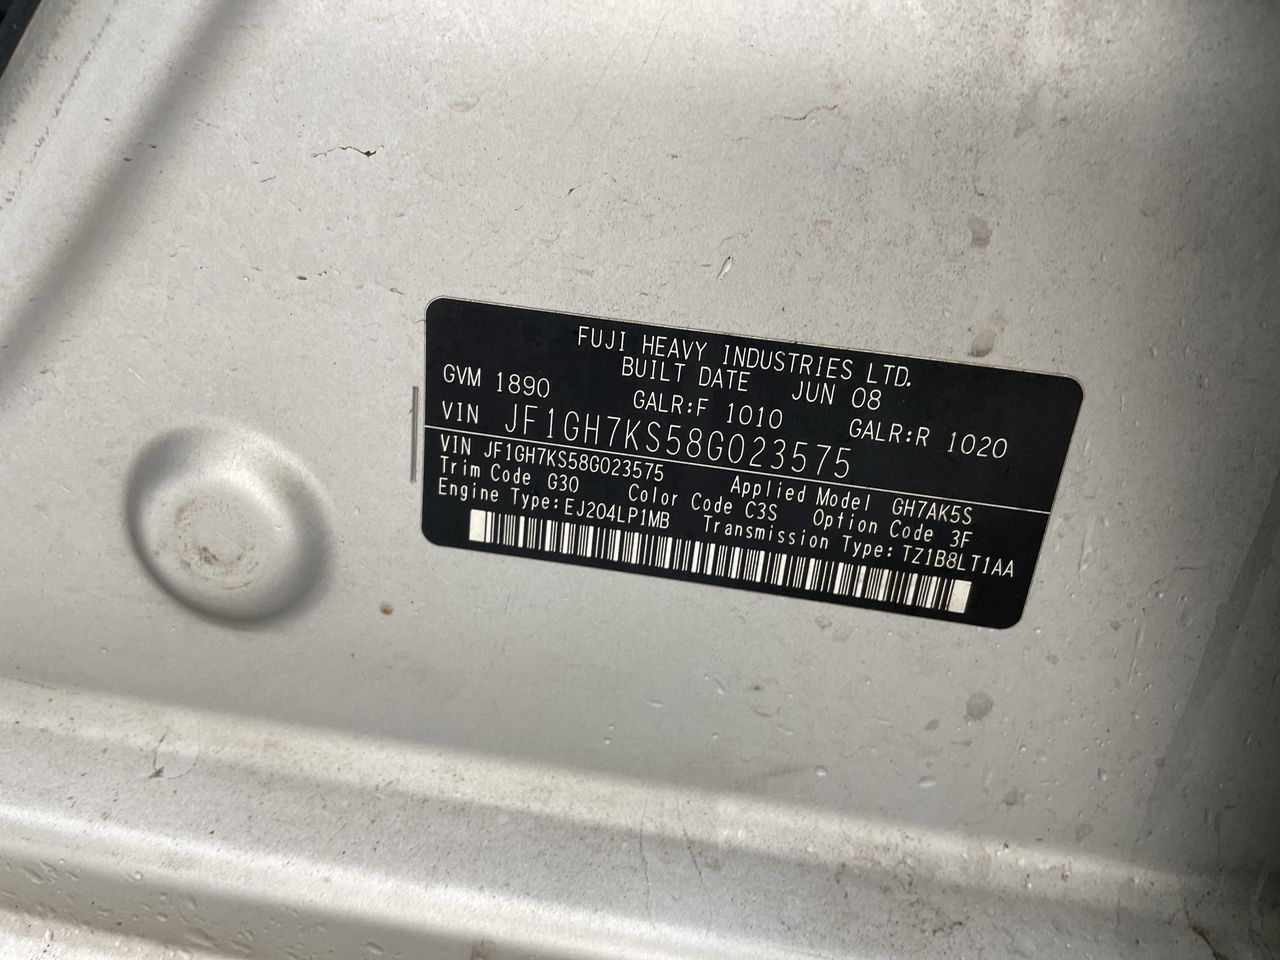 FUJI HEAVY INDUSTRIES LTD.
BUILT DATE JUN 08
GVM 1890 GALR:F 1010 GALR:R 1020
VIN JF1GH7KS58G023575
VIN JF1GH7KS58G023575 Applied Model GH7AK5S
Trim Code G30 Color Code C3S Option Code 3F
Engine Type:EJ204LP1MB Transmission Type:TZ1B8LT1AA